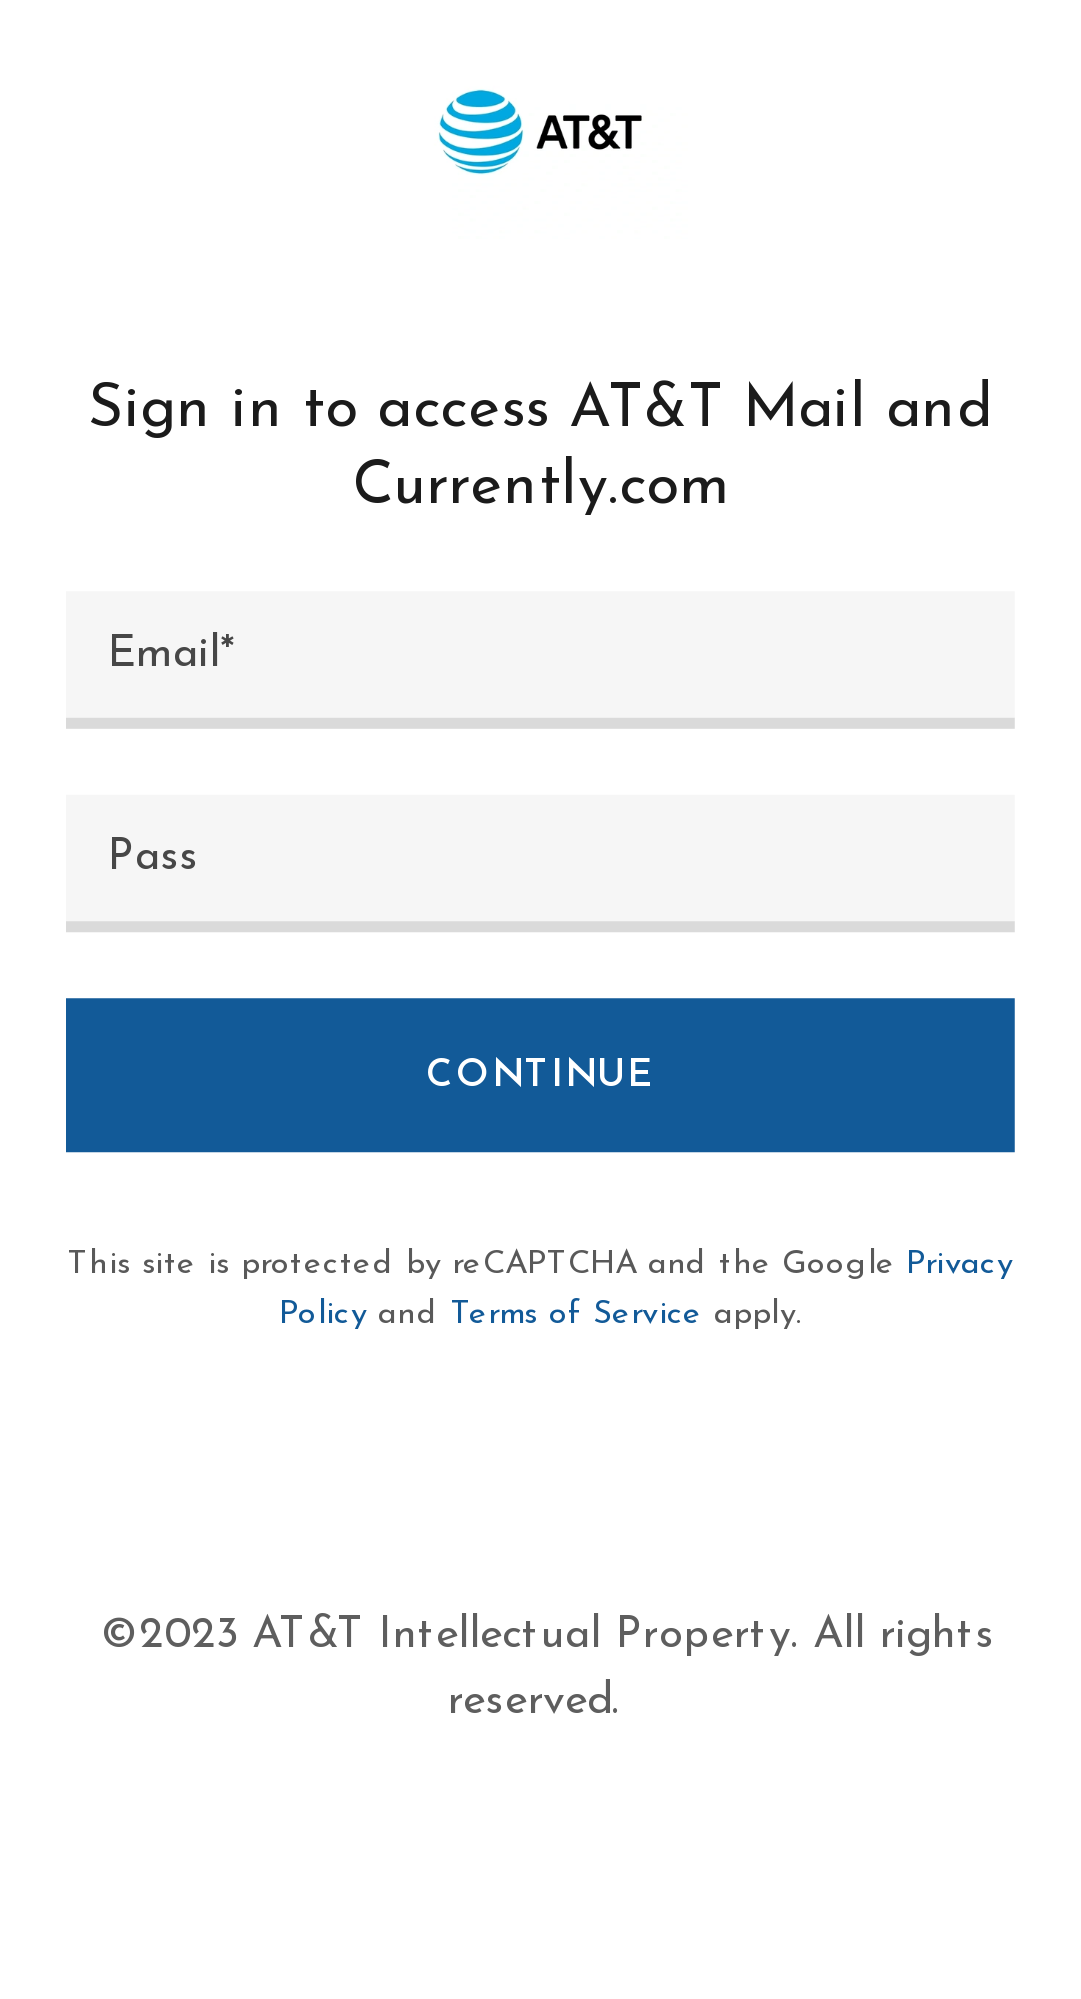 AT&T
Sign in to access AT&T Mail and
Currently.com
Email*
Pass
CONTINUE
This site is protected by reCAPTCHA and the Google Privacy
Policy and Terms of Service apply.
©2023 AT&T Intellectual Property. All rights
reserved.